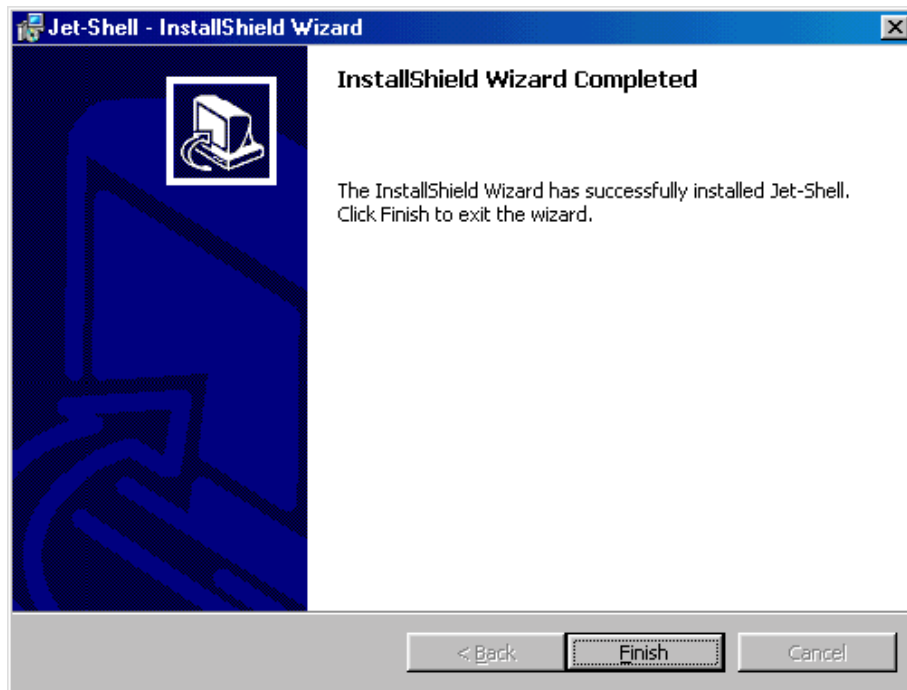 Jet-Shell - InstallShield Wizard
InstallShield Wizard Completed
The InstallShield Wizard has successfully installed Jet-Shell.
Click Finish to exit the wizard.
< Back
Finish
Cancel